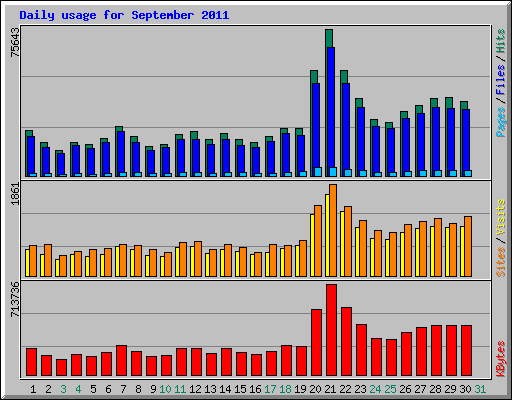 Daily usage for September 2011
75643
Pages / Files / Hits
1861
Sites / Visits
713736
KBytes
1 2 3 4 5 6 7 8 9 10 11 12 13 14 15 16 17 18 19 20 21 22 23 24 25 26 27 28 29 30 31